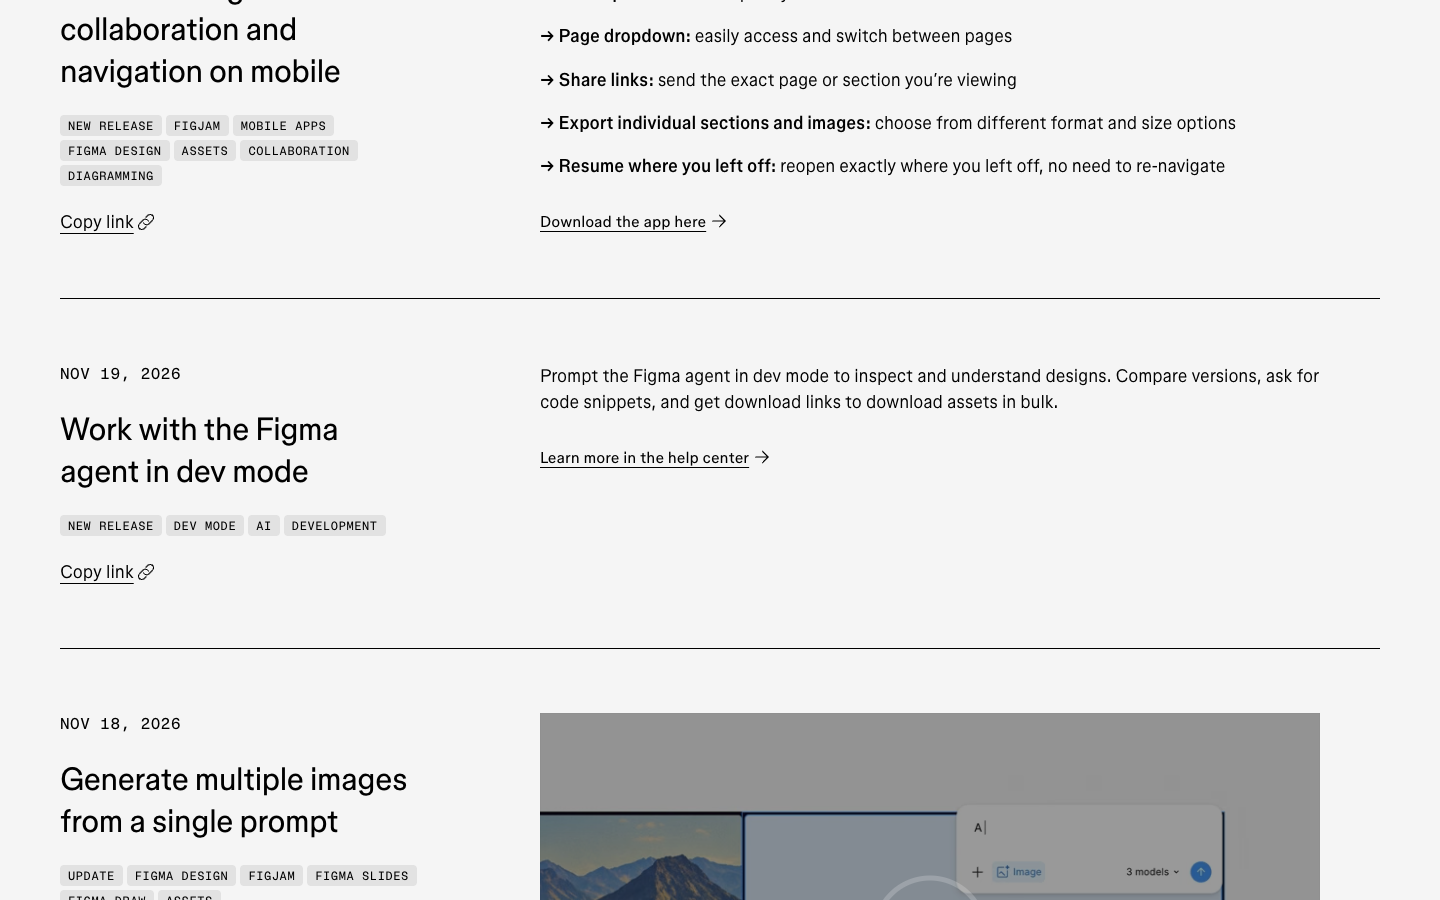 collaboration and
navigation on mobile
NEW RELEASE FIGJAM MOBILE APPS
FIGMA DESIGN ASSETS COLLABORATION
DIAGRAMMING
Copy link
→ Page dropdown: easily access and switch between pages
→ Share links: send the exact page or section you're viewing
→ Export individual sections and images: choose from different format and size options
→ Resume where you left off: reopen exactly where you left off, no need to re-navigate
Download the app here →
NOV 19, 2026
Work with the Figma
agent in dev mode
NEW RELEASE DEV MODE AI DEVELOPMENT
Copy link
Prompt the Figma agent in dev mode to inspect and understand designs. Compare versions, ask for
code snippets, and get download links to download assets in bulk.
Learn more in the help center →
NOV 18, 2026
Generate multiple images
from a single prompt
UPDATE FIGMA DESIGN FIGJAM FIGMA SLIDES
FIGMA DRAW ASSETS
A
Image
3 models